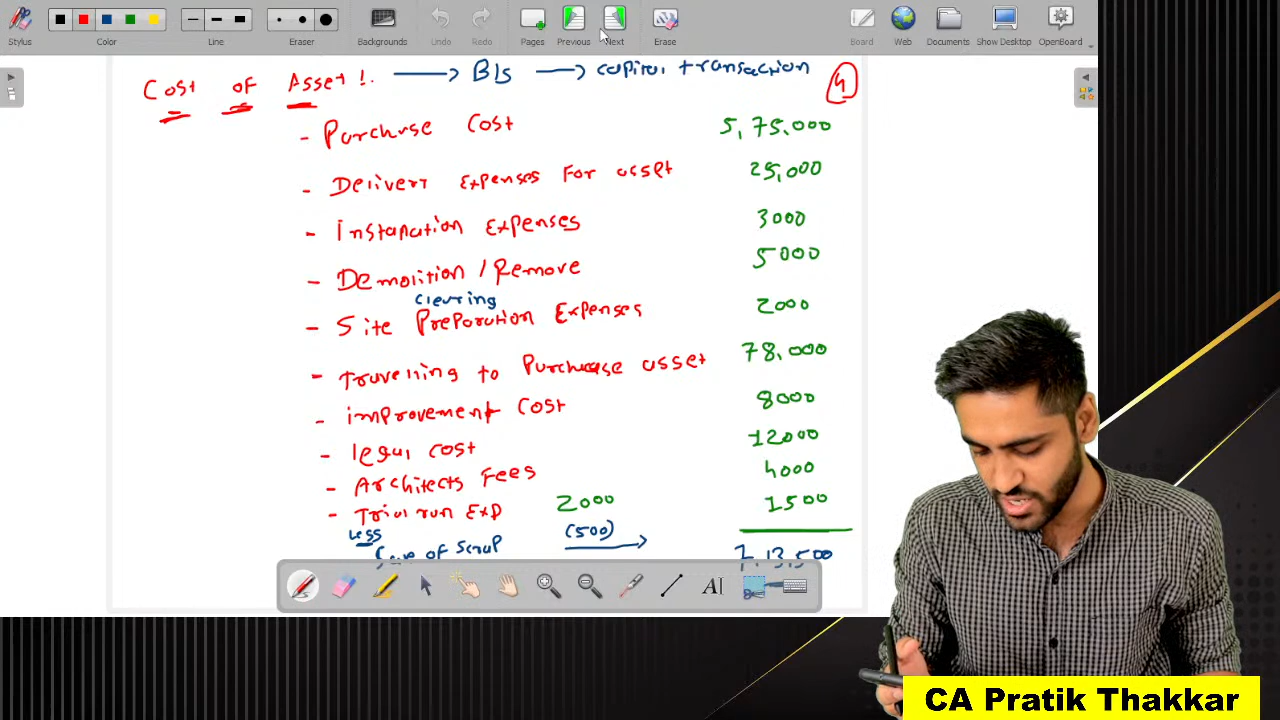 Stylus
Color
Line
Eraser
Backgrounds
Undo
Redo
Pages
Previous
Next
Erase
Board
Web
Documents
Show Desktop
OpenBoard
Cost of Asset !. → B/s → capital transaction 4
- Purchase Cost 5,75,000
- Delivery Expenses For asset 25,000
- Installation Expenses 3000
- Demolition / Remove 5000
clearing
- Site Preparation Expenses 2000
- Travelling to Purchase asset 78,000
- improvement Cost 8000
- legal cost 12000
- Architects Fees 4000
- Trial run Exp 2000 1500
Less
Sale of Scrap (500) → 7,13,500
CA Pratik Thakkar